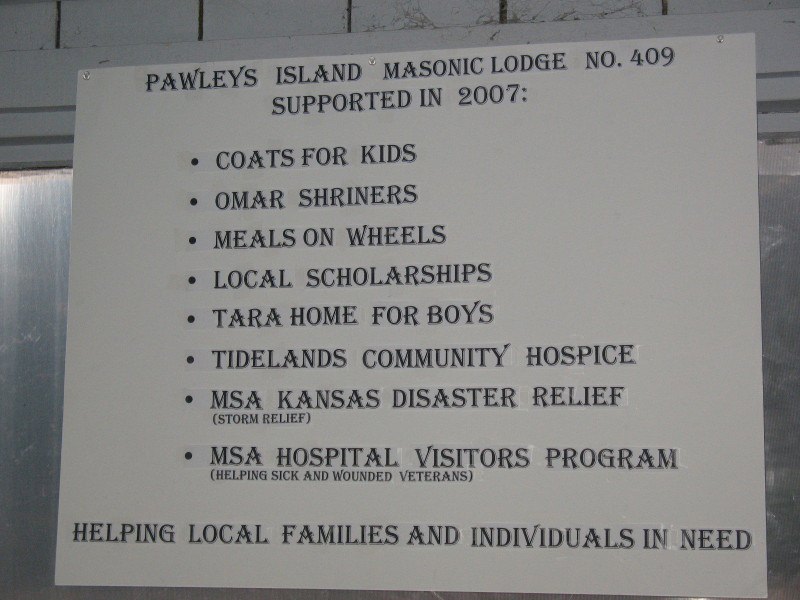 PAWLEYS ISLAND MASONIC LODGE NO. 409
SUPPORTED IN 2007:
• COATS FOR KIDS
• OMAR SHRINERS
• MEALS ON WHEELS
• LOCAL SCHOLARSHIPS
• TARA HOME FOR BOYS
• TIDELANDS COMMUNITY HOSPICE
• MSA KANSAS DISASTER RELIEF
(STORM RELIEF)
• MSA HOSPITAL VISITORS PROGRAM
(HELPING SICK AND WOUNDED VETERANS)
HELPING LOCAL FAMILIES AND INDIVIDUALS IN NEED